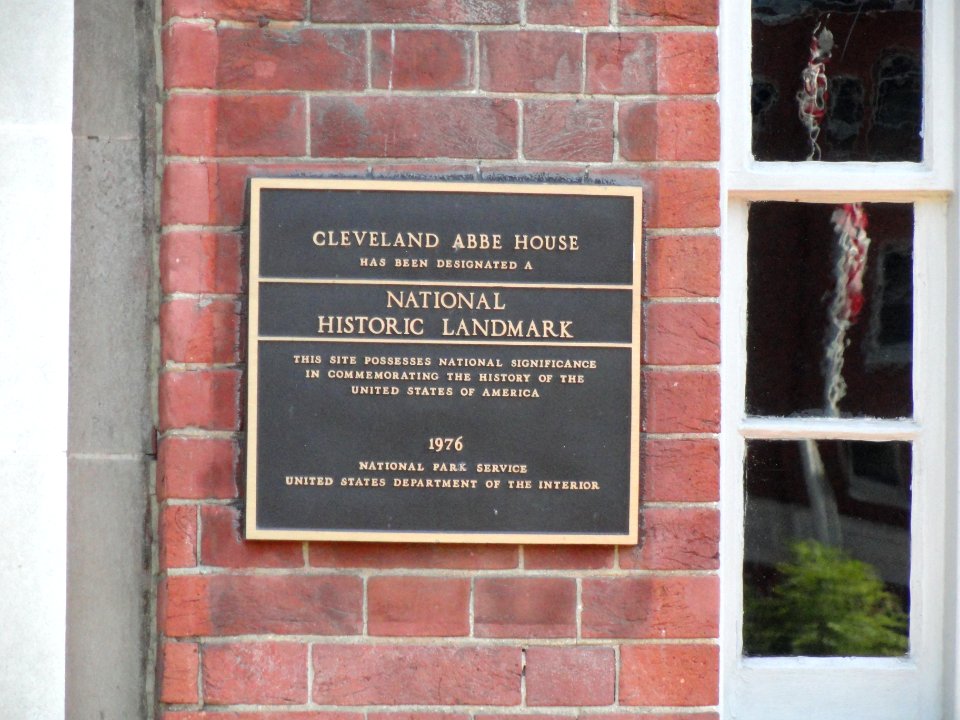 CLEVELAND ABBE HOUSE
HAS BEEN DESIGNATED A
NATIONAL
HISTORIC LANDMARK
THIS SITE POSSESSES NATIONAL SIGNIFICANCE
IN COMMEMORATING THE HISTORY OF THE
UNITED STATES OF AMERICA
1976
NATIONAL PARK SERVICE
UNITED STATES DEPARTMENT OF THE INTERIOR